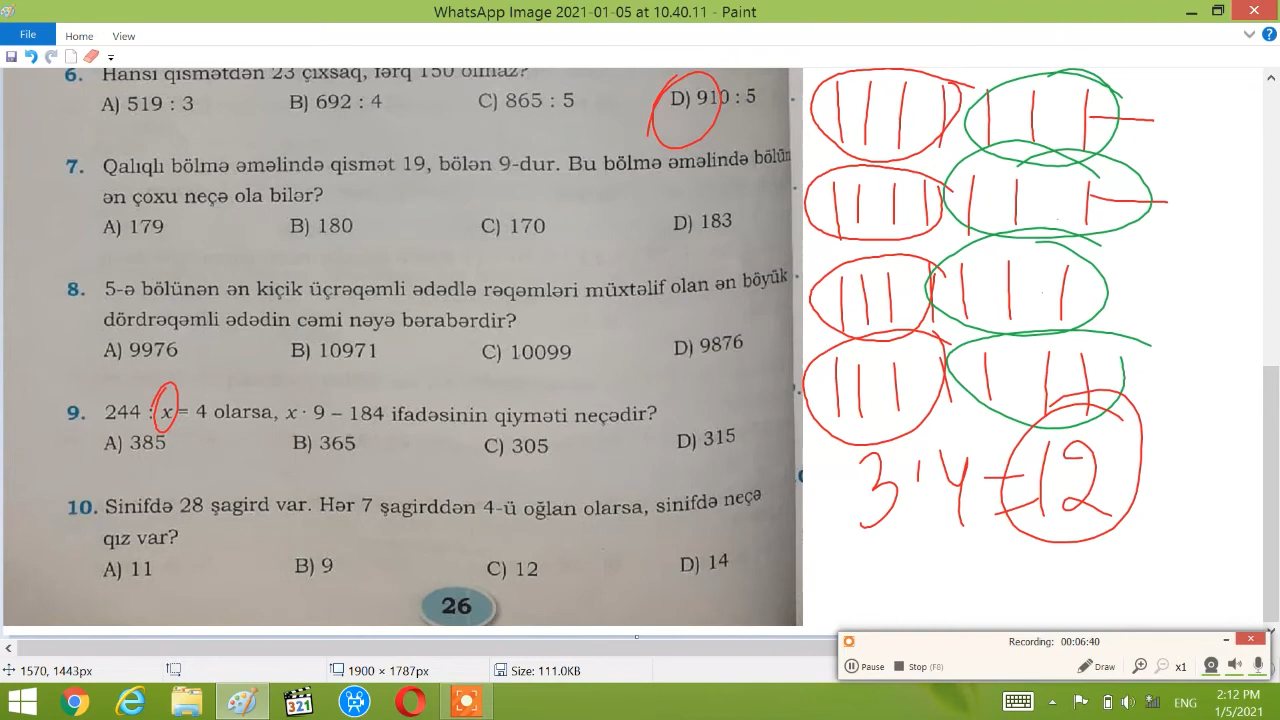 WhatsApp Image 2021-01-05 at 10.40.11 - Paint
File Home View
6. Hansı qismətdən 23 çıxsaq, fərq 150 olmaz?
A) 519 : 3 B) 692 : 4 C) 865 : 5 D) 910 : 5
7. Qalıqlı bölmə əməlində qismət 19, bölən 9-dur. Bu bölmə əməlində
ən çoxu neçə ola bilər?
A) 179 B) 180 C) 170 D) 183
8. 5-ə bölünən ən kiçik üçrəqəmli ədədlə rəqəmləri müxtəlif olan ən böyük
dördrəqəmli ədədin cəmi nəyə bərabərdir?
A) 9976 B) 10971 C) 10099 D) 9876
9. 244 : x = 4 olarsa, x · 9 – 184 ifadəsinin qiyməti neçədir?
A) 385 B) 365 C) 305 D) 315
10. Sinifdə 28 şagird var. Hər 7 şagirddən 4-ü oğlan olarsa, sinifdə neçə
qız var?
A) 11 B) 9 C) 12 D) 14
26
3 · 4 = 12
Recording: 00:06:40
Pause Stop (F8) Draw x1
1570, 1443px 1900 × 1787px Size: 111.0KB
321
ENG
2:12 PM
1/5/2021